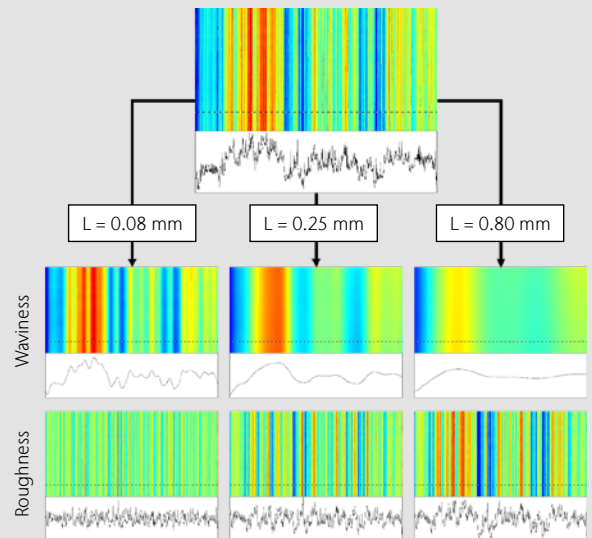 L = 0.08 mm
L = 0.25 mm
L = 0.80 mm
Waviness
Roughness